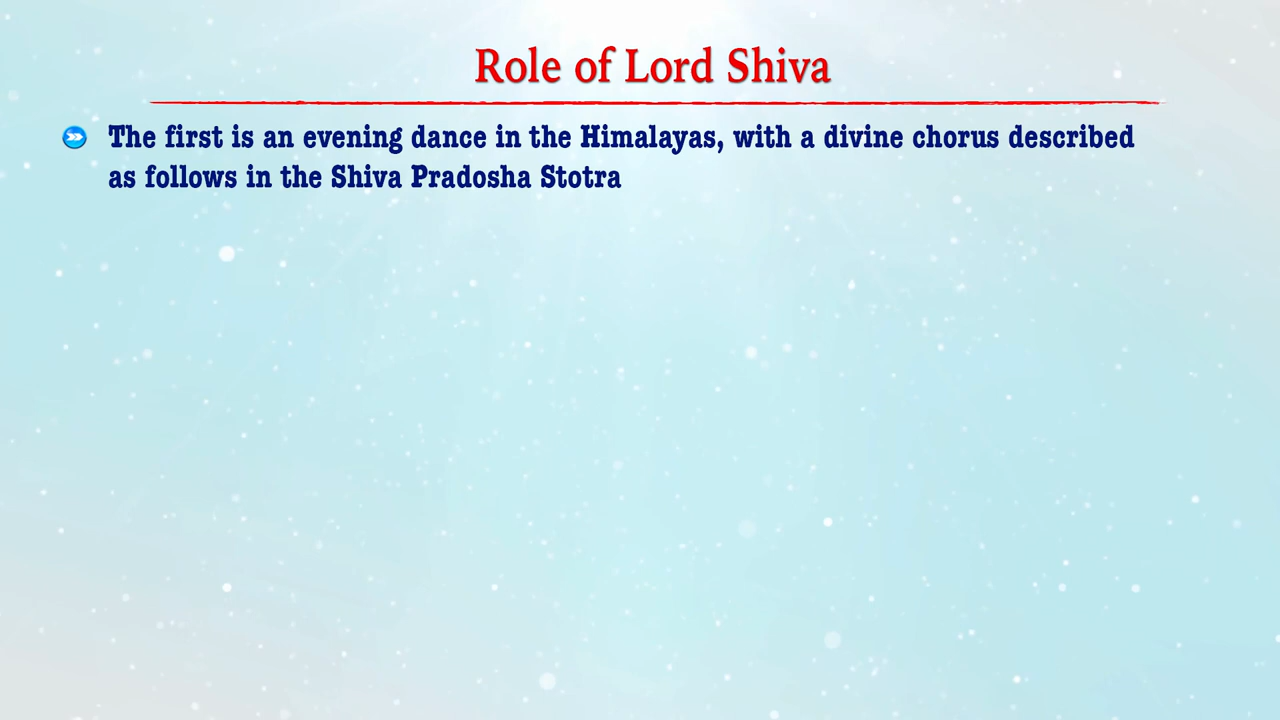 Role of Lord Shiva
The first is an evening dance in the Himalayas, with a divine chorus described
as follows in the Shiva Pradosha Stotra